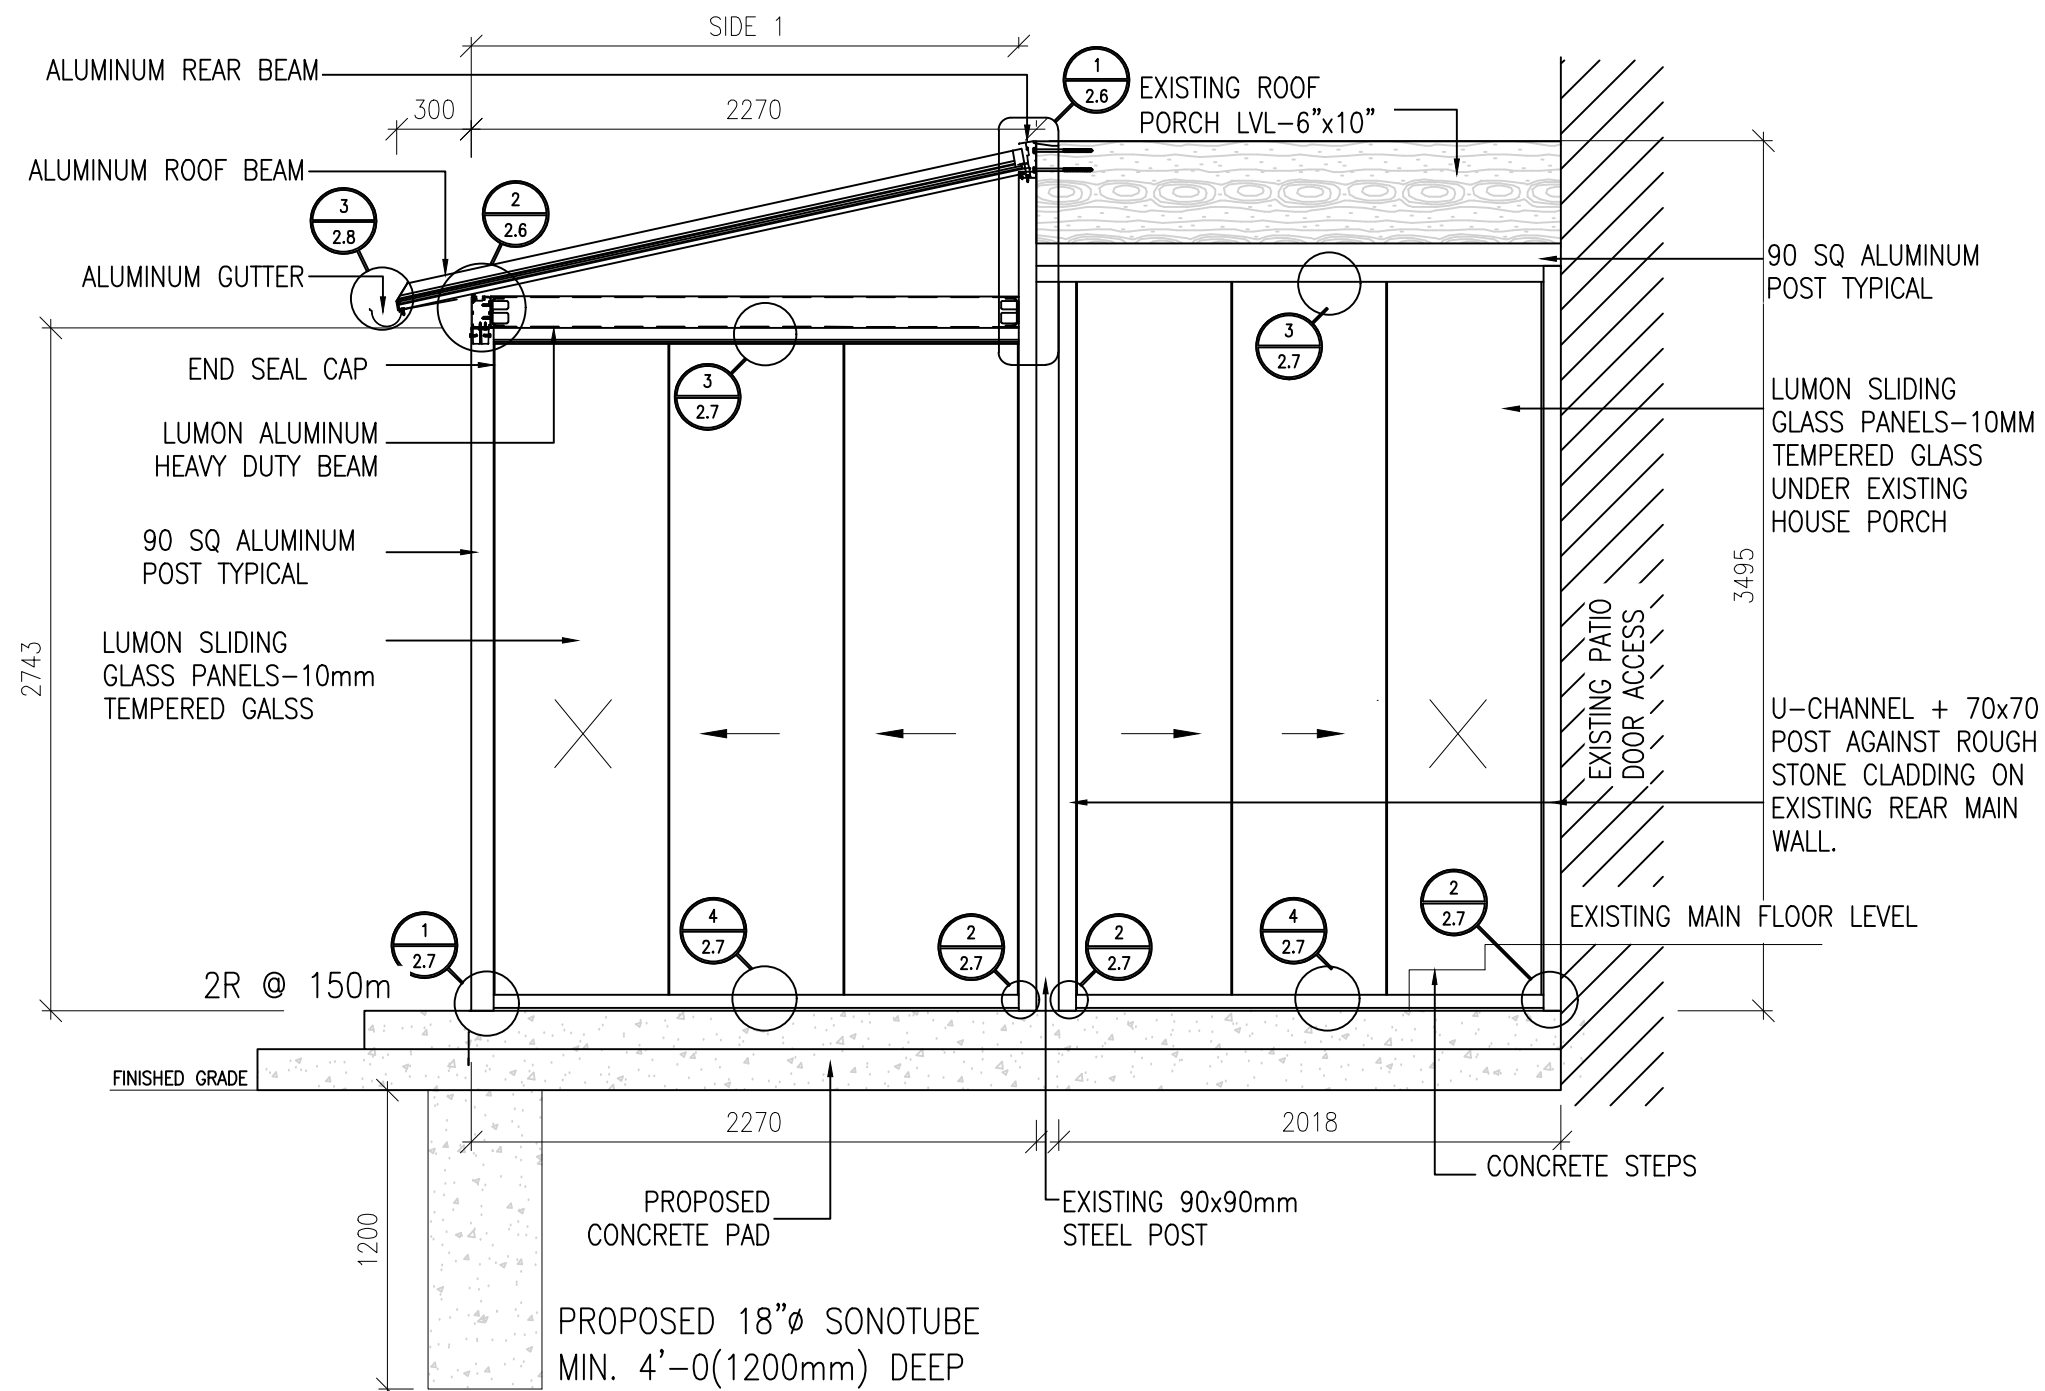 SIDE 1
ALUMINUM REAR BEAM
1
2.6
EXISTING ROOF
PORCH LVL-6"x10"
300
2270
ALUMINUM ROOF BEAM
3
2.8
2
2.6
ALUMINUM GUTTER
90 SQ ALUMINUM
POST TYPICAL
END SEAL CAP
3
2.7
3
2.7
LUMON ALUMINUM
HEAVY DUTY BEAM
LUMON SLIDING
GLASS PANELS-10MM
TEMPERED GLASS
UNDER EXISTING
HOUSE PORCH
90 SQ ALUMINUM
POST TYPICAL
3495
2743
LUMON SLIDING
GLASS PANELS-10mm
TEMPERED GALSS
EXISTING PATIO
DOOR ACCESS
U-CHANNEL + 70x70
POST AGAINST ROUGH
STONE CLADDING ON
EXISTING REAR MAIN
WALL.
1
2.7
4
2.7
2
2.7
2
2.7
4
2.7
2
2.7
EXISTING MAIN FLOOR LEVEL
2R @ 150m
FINISHED GRADE
2270
2018
CONCRETE STEPS
PROPOSED
CONCRETE PAD
EXISTING 90x90mm
STEEL POST
1200
PROPOSED 18"ø SONOTUBE
MIN. 4'-0(1200mm) DEEP